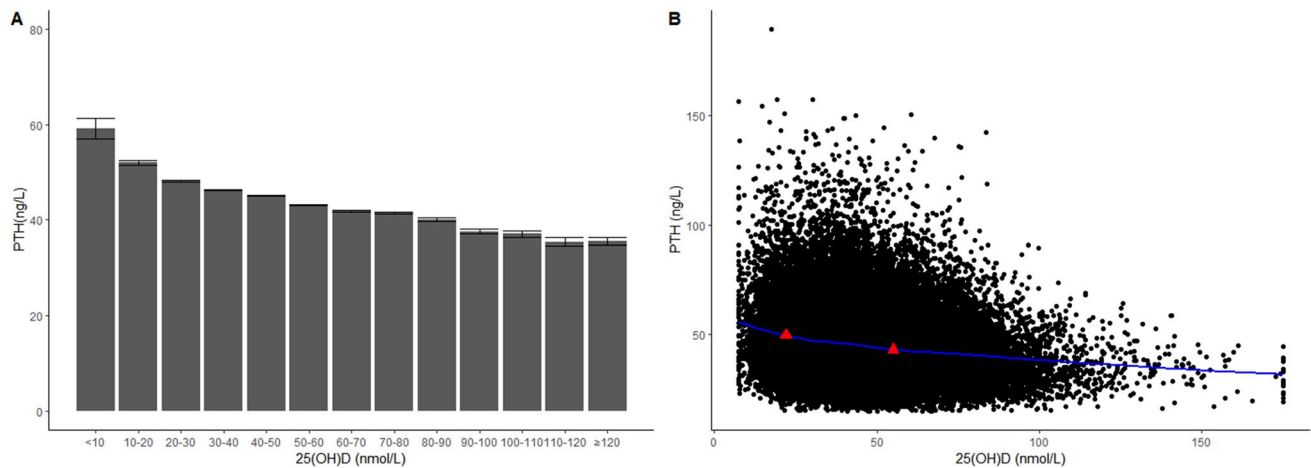 A
80
60
40
20
0
PTH(ng/L)
<10 10-20 20-30 30-40 40-50 50-60 60-70 70-80 80-90 90-100 100-110 110-120 ≥120
25(OH)D (nmol/L)
B
150
100
50
PTH (ng/L)
0 50 100 150
25(OH)D (nmol/L)